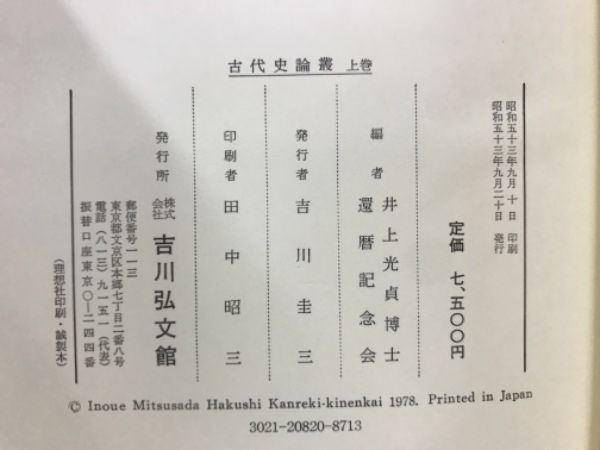 古代史論叢 上巻
昭和五十三年九月 十 日 印刷
昭和五十三年九月二十日 発行
定価 七、五〇〇円
編者 井上光貞博士
還暦記念会
発行者 吉川圭三
印刷者 田中昭三
発行所 株式会社 吉川弘文館
郵便番号一一三
東京都文京区本郷七丁目二番八号
電話(八一三)九一五一(代表)
振替口座東京〇―二四四番
(理想社印刷・誠製本)
© Inoue Mitsusada Hakushi Kanreki-kinenkai 1978. Printed in Japan
3021-20820-8713